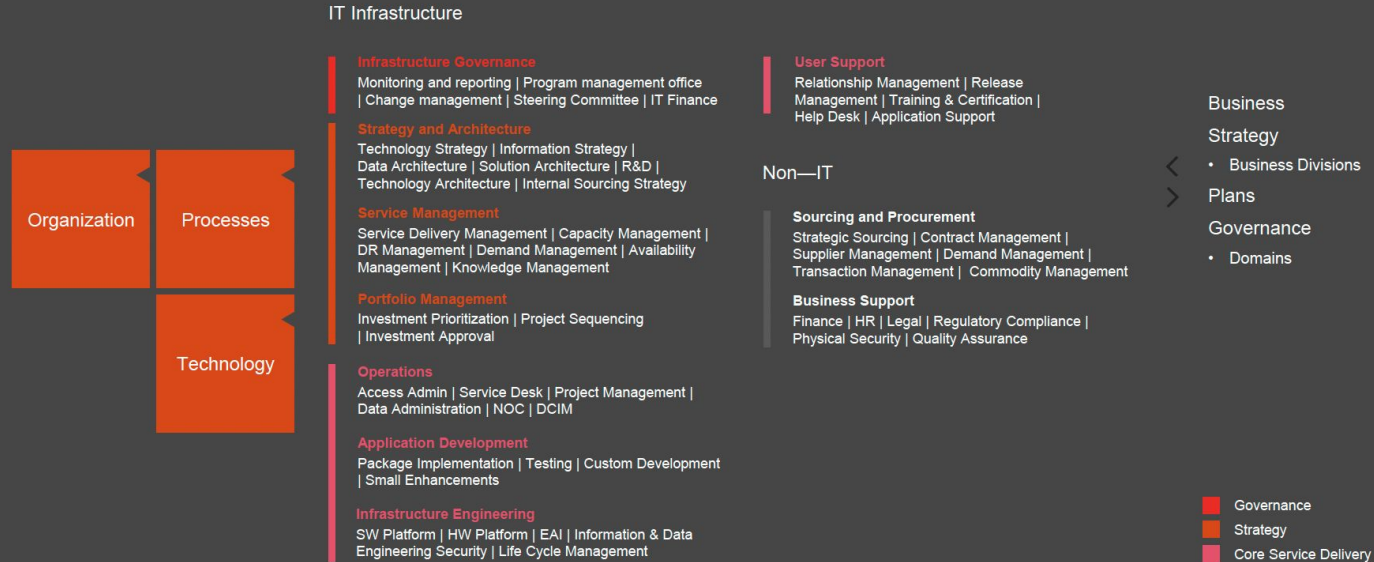 IT Infrastructure
Organization
Processes
Technology
Infrastructure Governance
Monitoring and reporting | Program management office
| Change management | Steering Committee | IT Finance
Strategy and Architecture
Technology Strategy | Information Strategy |
Data Architecture | Solution Architecture | R&D |
Technology Architecture | Internal Sourcing Strategy
Service Management
Service Delivery Management | Capacity Management |
DR Management | Demand Management | Availability
Management | Knowledge Management
Portfolio Management
Investment Prioritization | Project Sequencing
| Investment Approval
Operations
Access Admin | Service Desk | Project Management |
Data Administration | NOC | DCIM
Application Development
Package Implementation | Testing | Custom Development
| Small Enhancements
Infrastructure Engineering
SW Platform | HW Platform | EAI | Information & Data
Engineering Security | Life Cycle Management
User Support
Relationship Management | Release
Management | Training & Certification |
Help Desk | Application Support
Non—IT
Sourcing and Procurement
Strategic Sourcing | Contract Management |
Supplier Management | Demand Management |
Transaction Management | Commodity Management
Business Support
Finance | HR | Legal | Regulatory Compliance |
Physical Security | Quality Assurance
Business
Strategy
• Business Divisions
Plans
Governance
• Domains
Governance
Strategy
Core Service Delivery